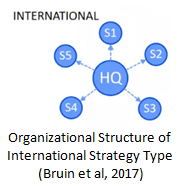 INTERNATIONAL
S1
S5
S2
HQ
S4
S3
Organizational Structure of
International Strategy Type
(Bruin et al, 2017)